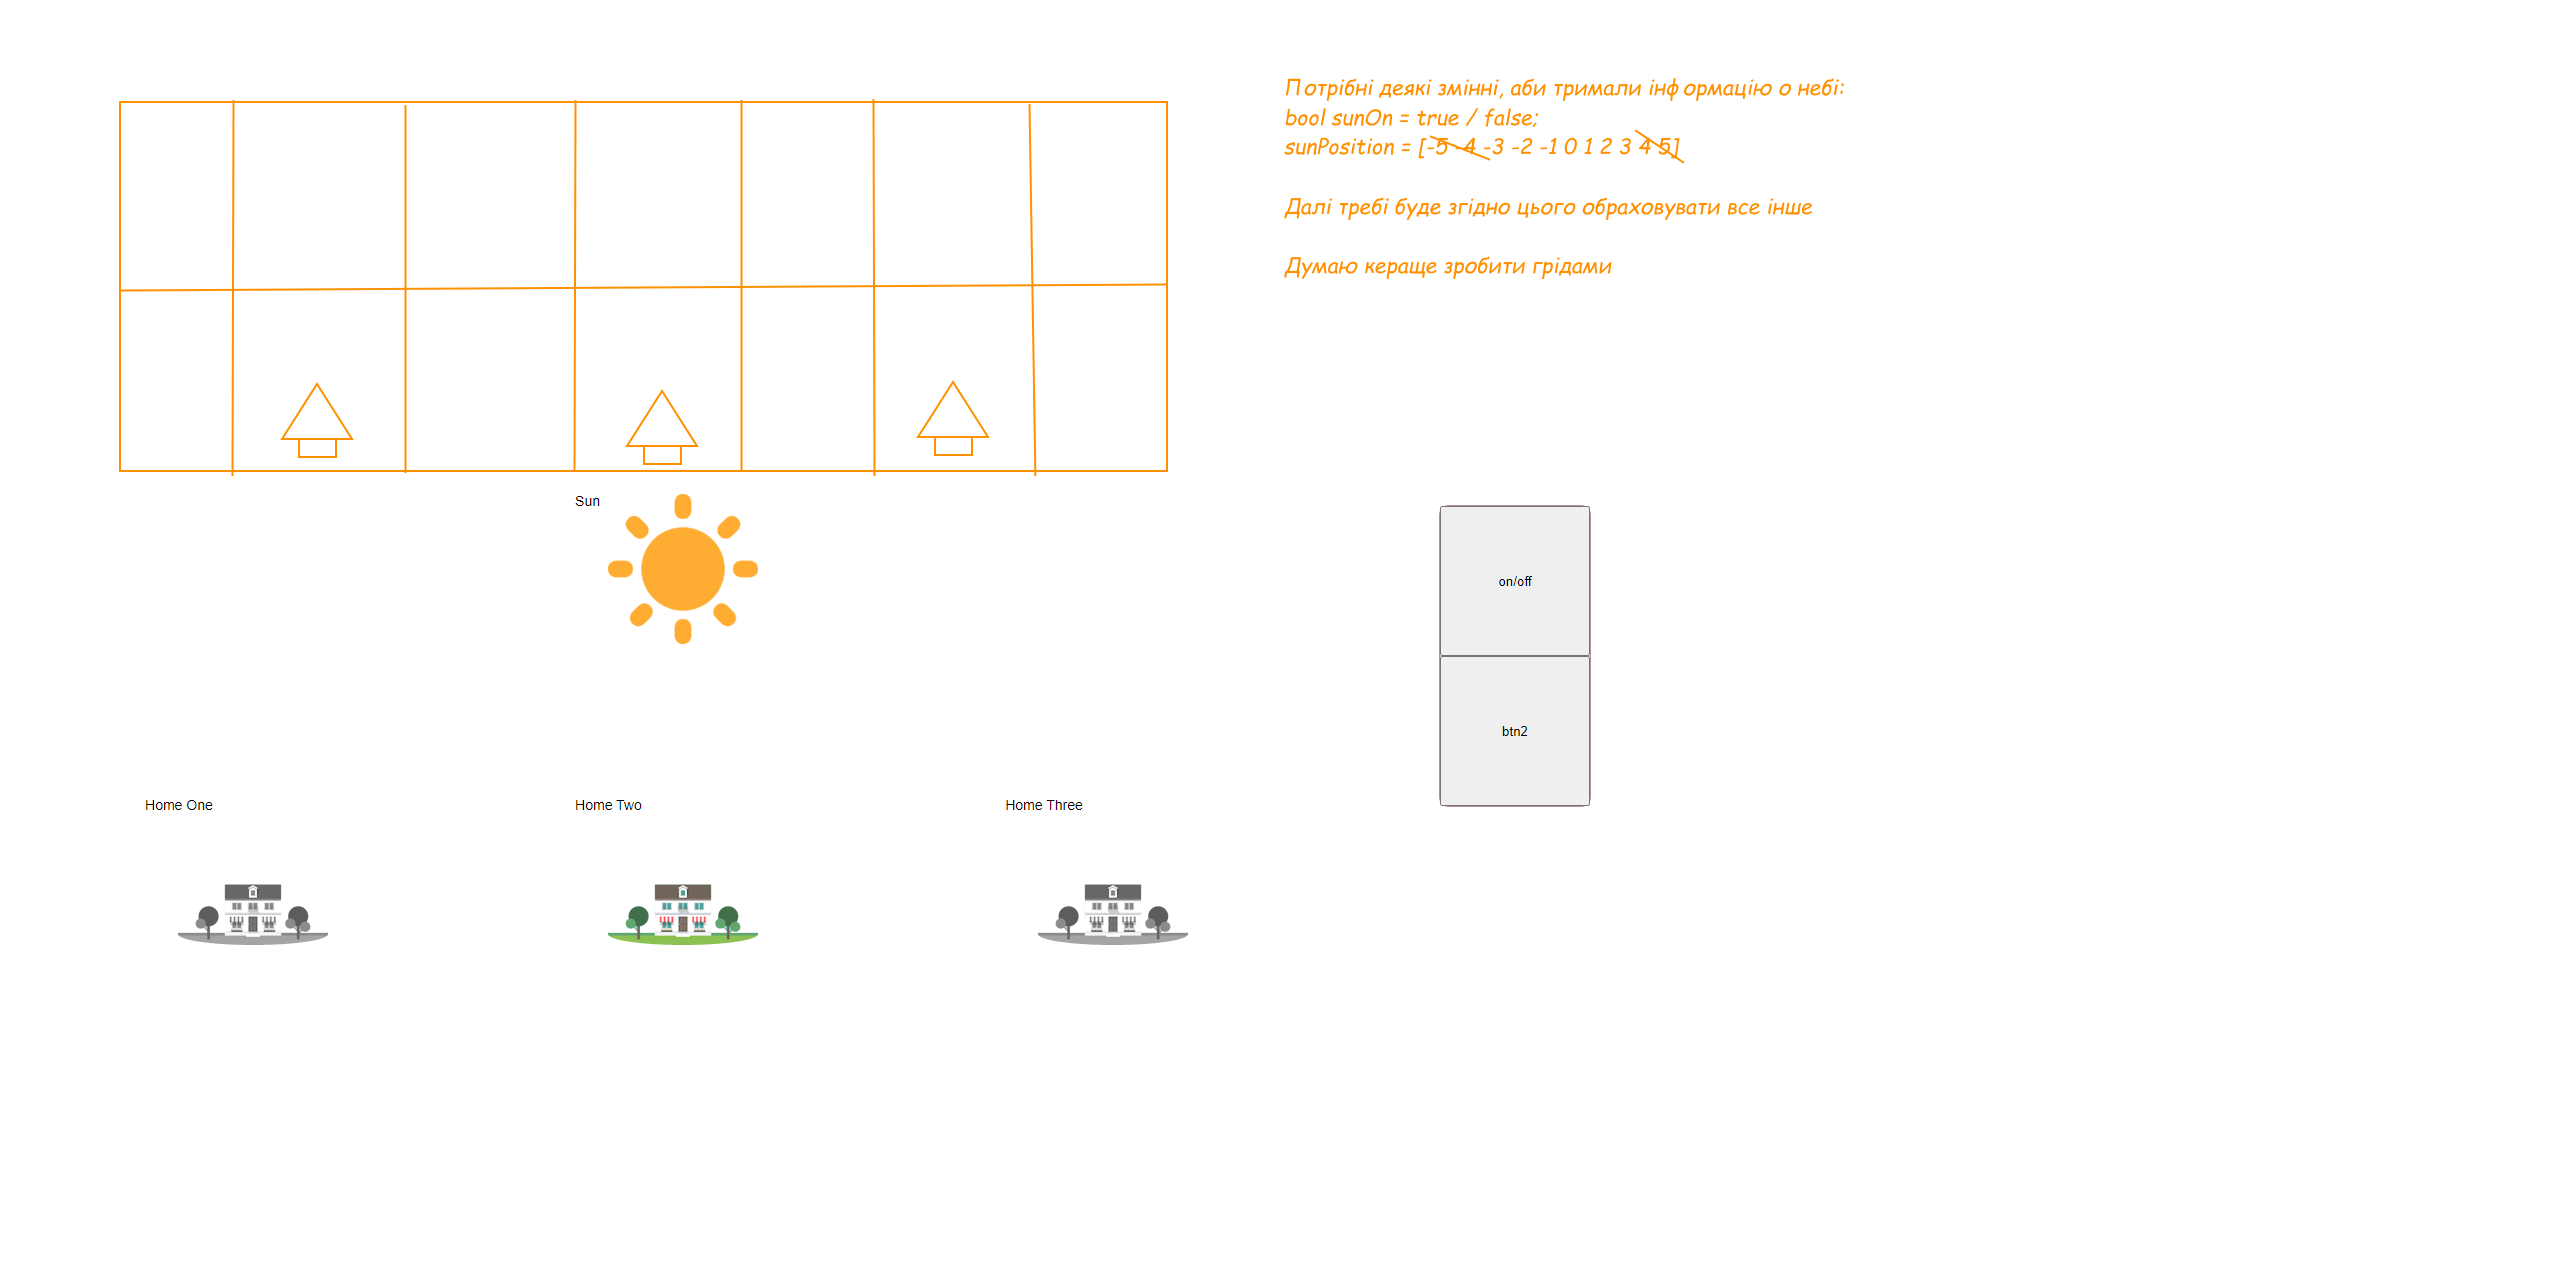 Потрібні деякі змінні, аби тримали інформацію о небі:
bool sunOn = true / false;
sunPosition = [-5 -4 -3 -2 -1 0 1 2 3 4 5]
Далі требі буде згідно цього обраховувати все інше
Думаю кераще зробити грідами
Sun
on/off
btn2
Home One
Home Two
Home Three